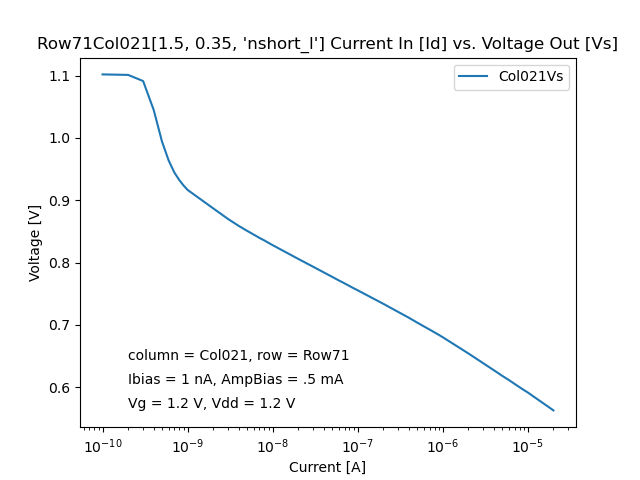 Row71Col021[1.5, 0.35, 'nshort_l'] Current In [Id] vs. Voltage Out [Vs]
Col021Vs
1.1
1.0
0.9
0.8
0.7
0.6
Voltage [V]
column = Col021, row = Row71
Ibias = 1 nA, AmpBias = .5 mA
Vg = 1.2 V, Vdd = 1.2 V
10⁻¹⁰ 10⁻⁹ 10⁻⁸ 10⁻⁷ 10⁻⁶ 10⁻⁵
Current [A]